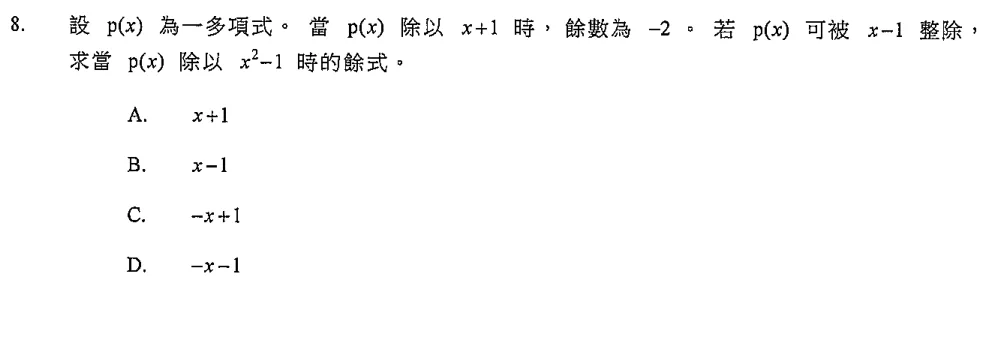 8. 設 p(x) 為一多項式。當 p(x) 除以 x+1 時，餘數為 −2 。若 p(x) 可被 x−1 整除，
求當 p(x) 除以 x²−1 時的餘式。
A. x+1
B. x−1
C. −x+1
D. −x−1